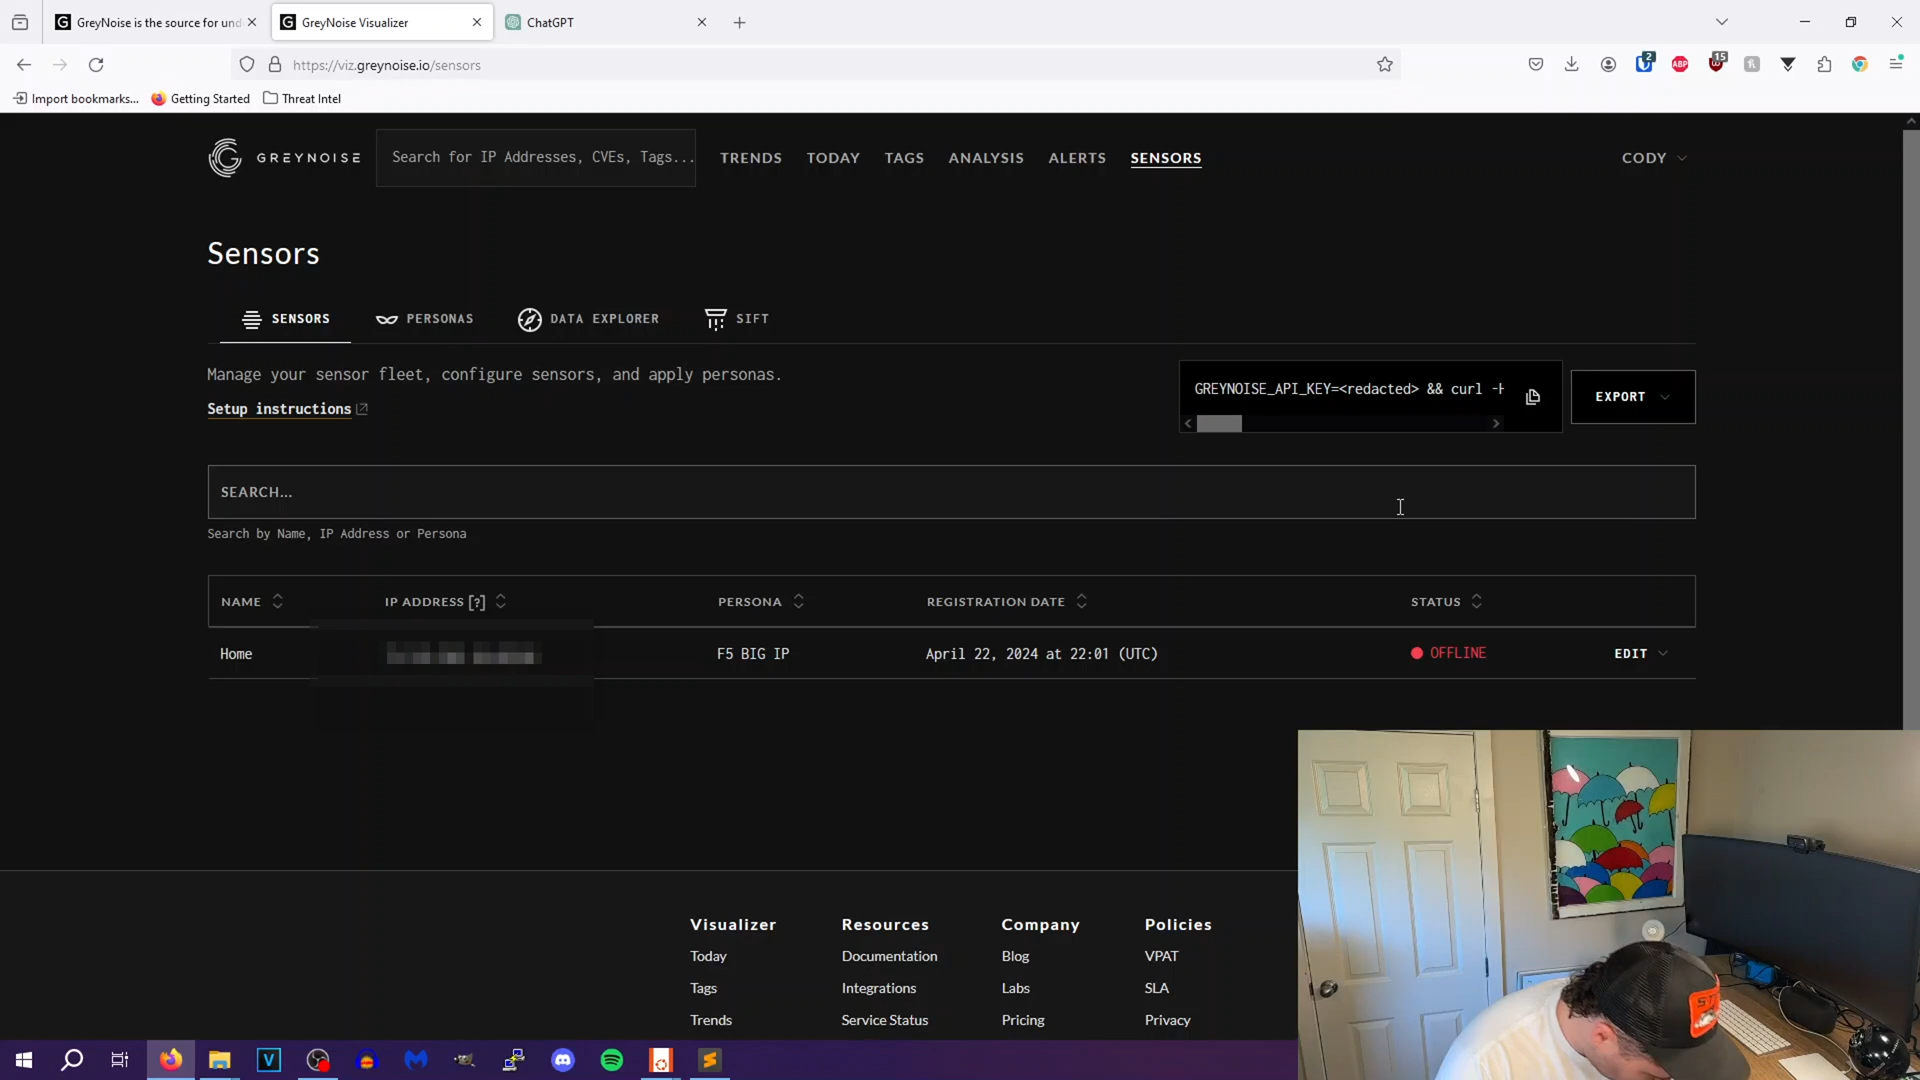 GreyNoise is the source for und
GreyNoise Visualizer
ChatGPT
https://viz.greynoise.io/sensors
2
ABP
15
Import bookmarks...
Getting Started
Threat Intel
GREYNOISE
Search for IP Addresses, CVEs, Tags...
TRENDS
TODAY
TAGS
ANALYSIS
ALERTS
SENSORS
CODY
Sensors
SENSORS
PERSONAS
DATA EXPLORER
SIFT
Manage your sensor fleet, configure sensors, and apply personas.
Setup instructions
GREYNOISE_API_KEY=<redacted> && curl -H
EXPORT
SEARCH...
Search by Name, IP Address or Persona
NAME
IP ADDRESS [?]
PERSONA
REGISTRATION DATE
STATUS
Home
F5 BIG IP
April 22, 2024 at 22:01 (UTC)
OFFLINE
EDIT
Visualizer
Resources
Company
Policies
Today
Documentation
Blog
VPAT
Tags
Integrations
Labs
SLA
Trends
Service Status
Pricing
Privacy